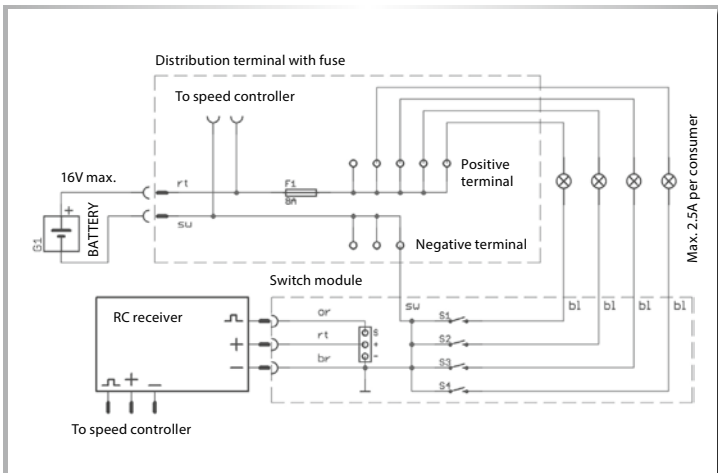 Distribution terminal with fuse
To speed controller
16V max.
rt
F1
8A
Positive
terminal
+
BATTERY
G1
su
Negative terminal
Max. 2.5A per consumer
Switch module
RC receiver
or
su
bl
bl
bl
bl
S
S1
+
rt
+
S2
–
br
-
S3
+
–
S4
To speed controller